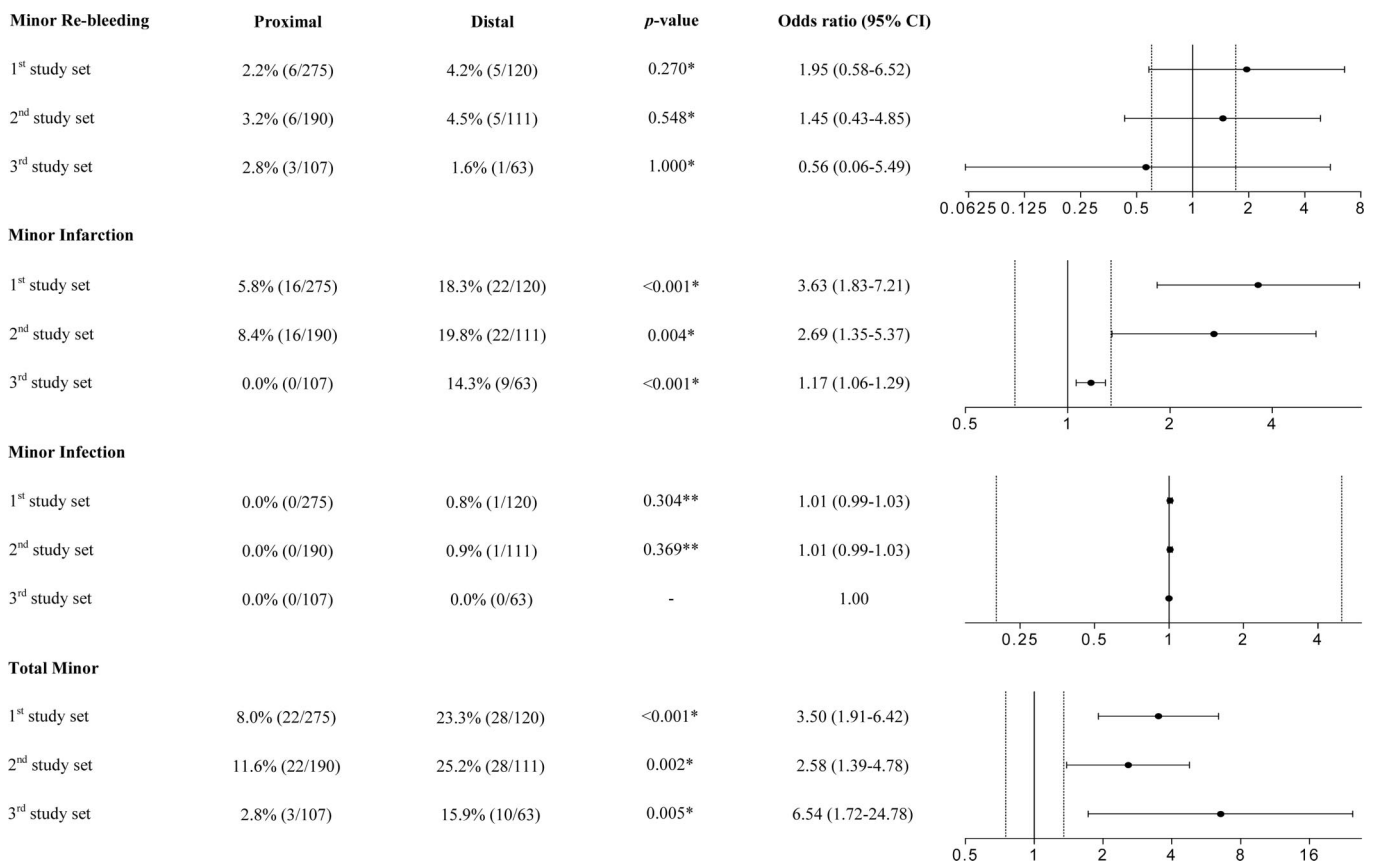 Minor Re-bleeding Proximal Distal p-value Odds ratio (95% CI)
1st study set 2.2% (6/275) 4.2% (5/120) 0.270* 1.95 (0.58-6.52)
2nd study set 3.2% (6/190) 4.5% (5/111) 0.548* 1.45 (0.43-4.85)
3rd study set 2.8% (3/107) 1.6% (1/63) 1.000* 0.56 (0.06-5.49)
0.0625 0.125 0.25 0.5 1 2 4 8
Minor Infarction
1st study set 5.8% (16/275) 18.3% (22/120) <0.001* 3.63 (1.83-7.21)
2nd study set 8.4% (16/190) 19.8% (22/111) 0.004* 2.69 (1.35-5.37)
3rd study set 0.0% (0/107) 14.3% (9/63) <0.001* 1.17 (1.06-1.29)
0.5 1 2 4
Minor Infection
1st study set 0.0% (0/275) 0.8% (1/120) 0.304** 1.01 (0.99-1.03)
2nd study set 0.0% (0/190) 0.9% (1/111) 0.369** 1.01 (0.99-1.03)
3rd study set 0.0% (0/107) 0.0% (0/63) - 1.00
0.25 0.5 1 2 4
Total Minor
1st study set 8.0% (22/275) 23.3% (28/120) <0.001* 3.50 (1.91-6.42)
2nd study set 11.6% (22/190) 25.2% (28/111) 0.002* 2.58 (1.39-4.78)
3rd study set 2.8% (3/107) 15.9% (10/63) 0.005* 6.54 (1.72-24.78)
0.5 1 2 4 8 16